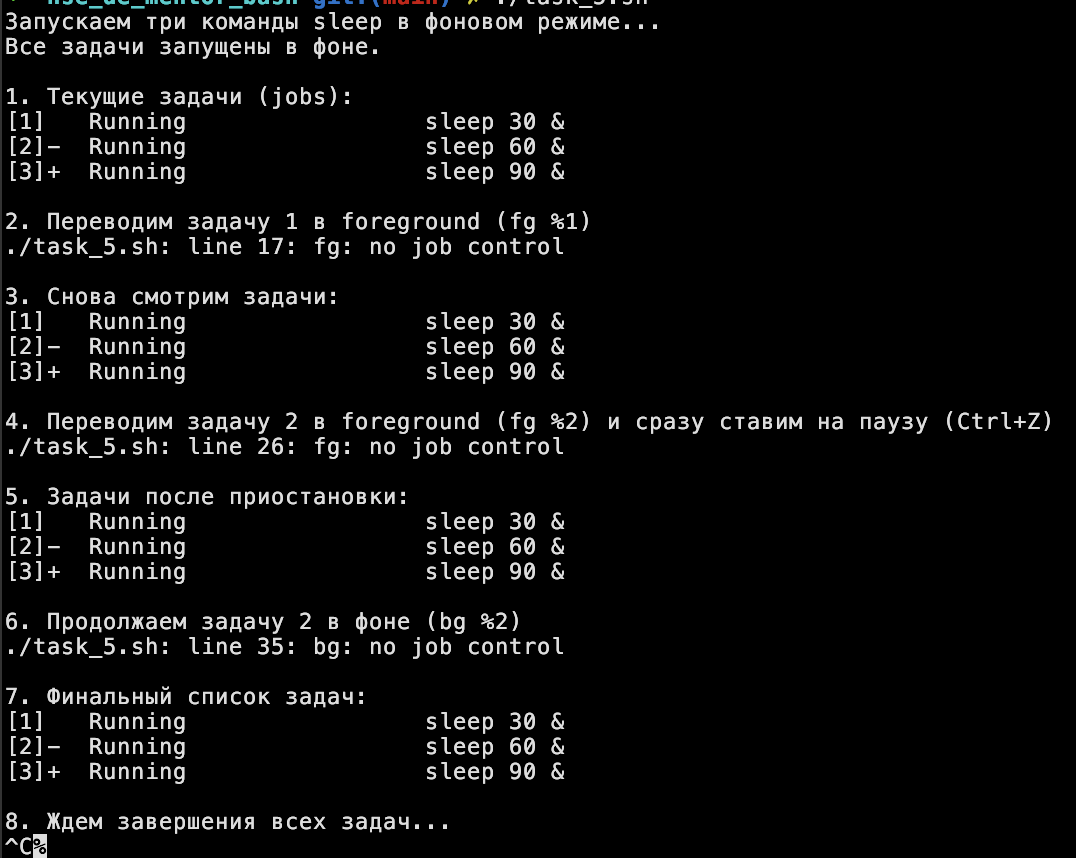 hse_de_mentor_bash git:(main) ✗ ./task_5.sh
Запускаем три команды sleep в фоновом режиме...
Все задачи запущены в фоне.
1. Текущие задачи (jobs):
[1]   Running                 sleep 30 &
[2]-  Running                 sleep 60 &
[3]+  Running                 sleep 90 &
2. Переводим задачу 1 в foreground (fg %1)
./task_5.sh: line 17: fg: no job control
3. Снова смотрим задачи:
[1]   Running                 sleep 30 &
[2]-  Running                 sleep 60 &
[3]+  Running                 sleep 90 &
4. Переводим задачу 2 в foreground (fg %2) и сразу ставим на паузу (Ctrl+Z)
./task_5.sh: line 26: fg: no job control
5. Задачи после приостановки:
[1]   Running                 sleep 30 &
[2]-  Running                 sleep 60 &
[3]+  Running                 sleep 90 &
6. Продолжаем задачу 2 в фоне (bg %2)
./task_5.sh: line 35: bg: no job control
7. Финальный список задач:
[1]   Running                 sleep 30 &
[2]-  Running                 sleep 60 &
[3]+  Running                 sleep 90 &
8. Ждем завершения всех задач...
^C%